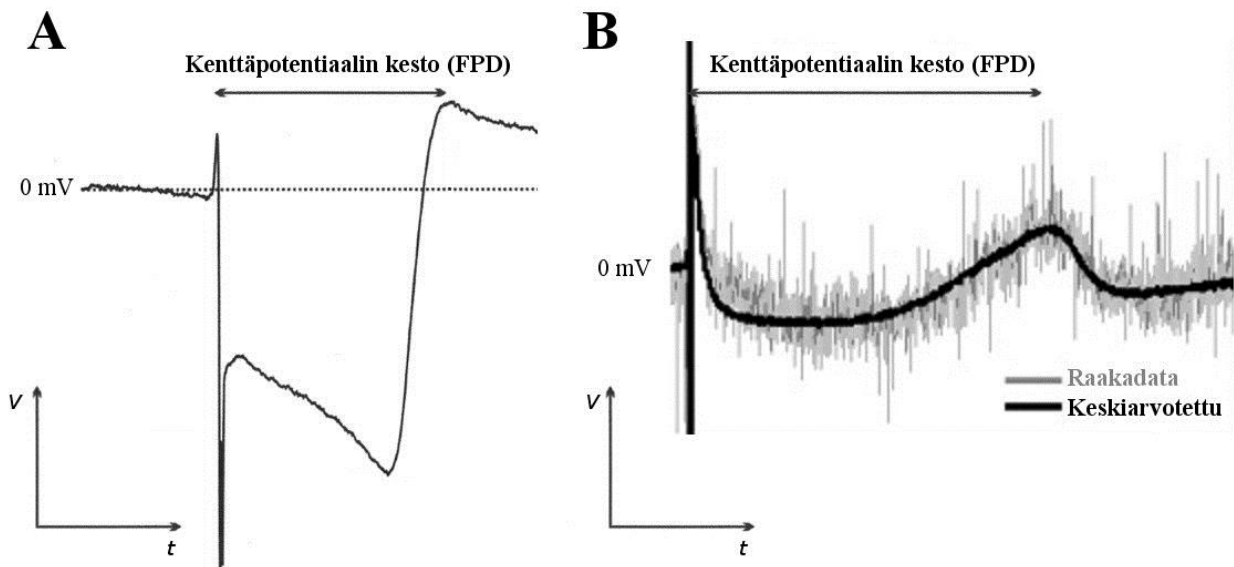 A
Kenttäpotentiaalin kesto (FPD)
0 mV
V
t
B
Kenttäpotentiaalin kesto (FPD)
0 mV
Raakadata
Keskiarvotettu
V
t